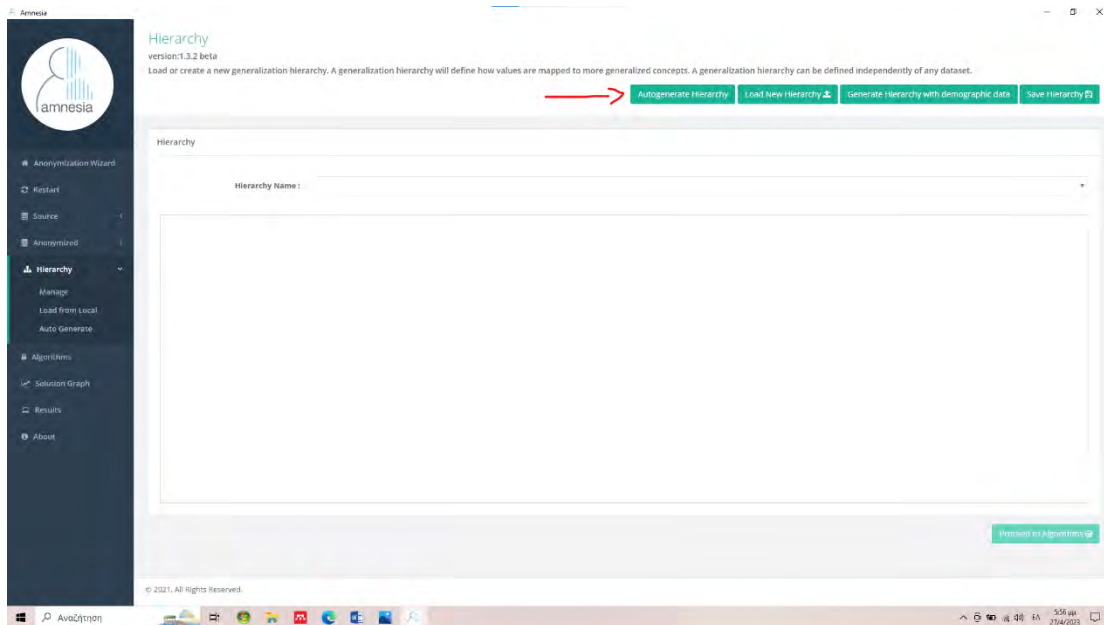 Amnesia
amnesia
Anonymization Wizard
Restart
Source
Anonymized
Hierarchy
Manage
Load from Local
Auto Generate
Algorithms
Solution Graph
Results
About
Hierarchy
version:1.3.2 beta
Load or create a new generalization hierarchy. A generalization hierarchy will define how values are mapped to more generalized concepts. A generalization hierarchy can be defined independently of any dataset.
Autogenerate Hierarchy Load New Hierarchy Generate Hierarchy with demographic data Save Hierarchy
Hierarchy
Hierarchy Name :
Proceed to Algorithms
© 2021, All Rights Reserved.
Αναζήτηση
ΕΛ
5:56 μμ
27/4/2023